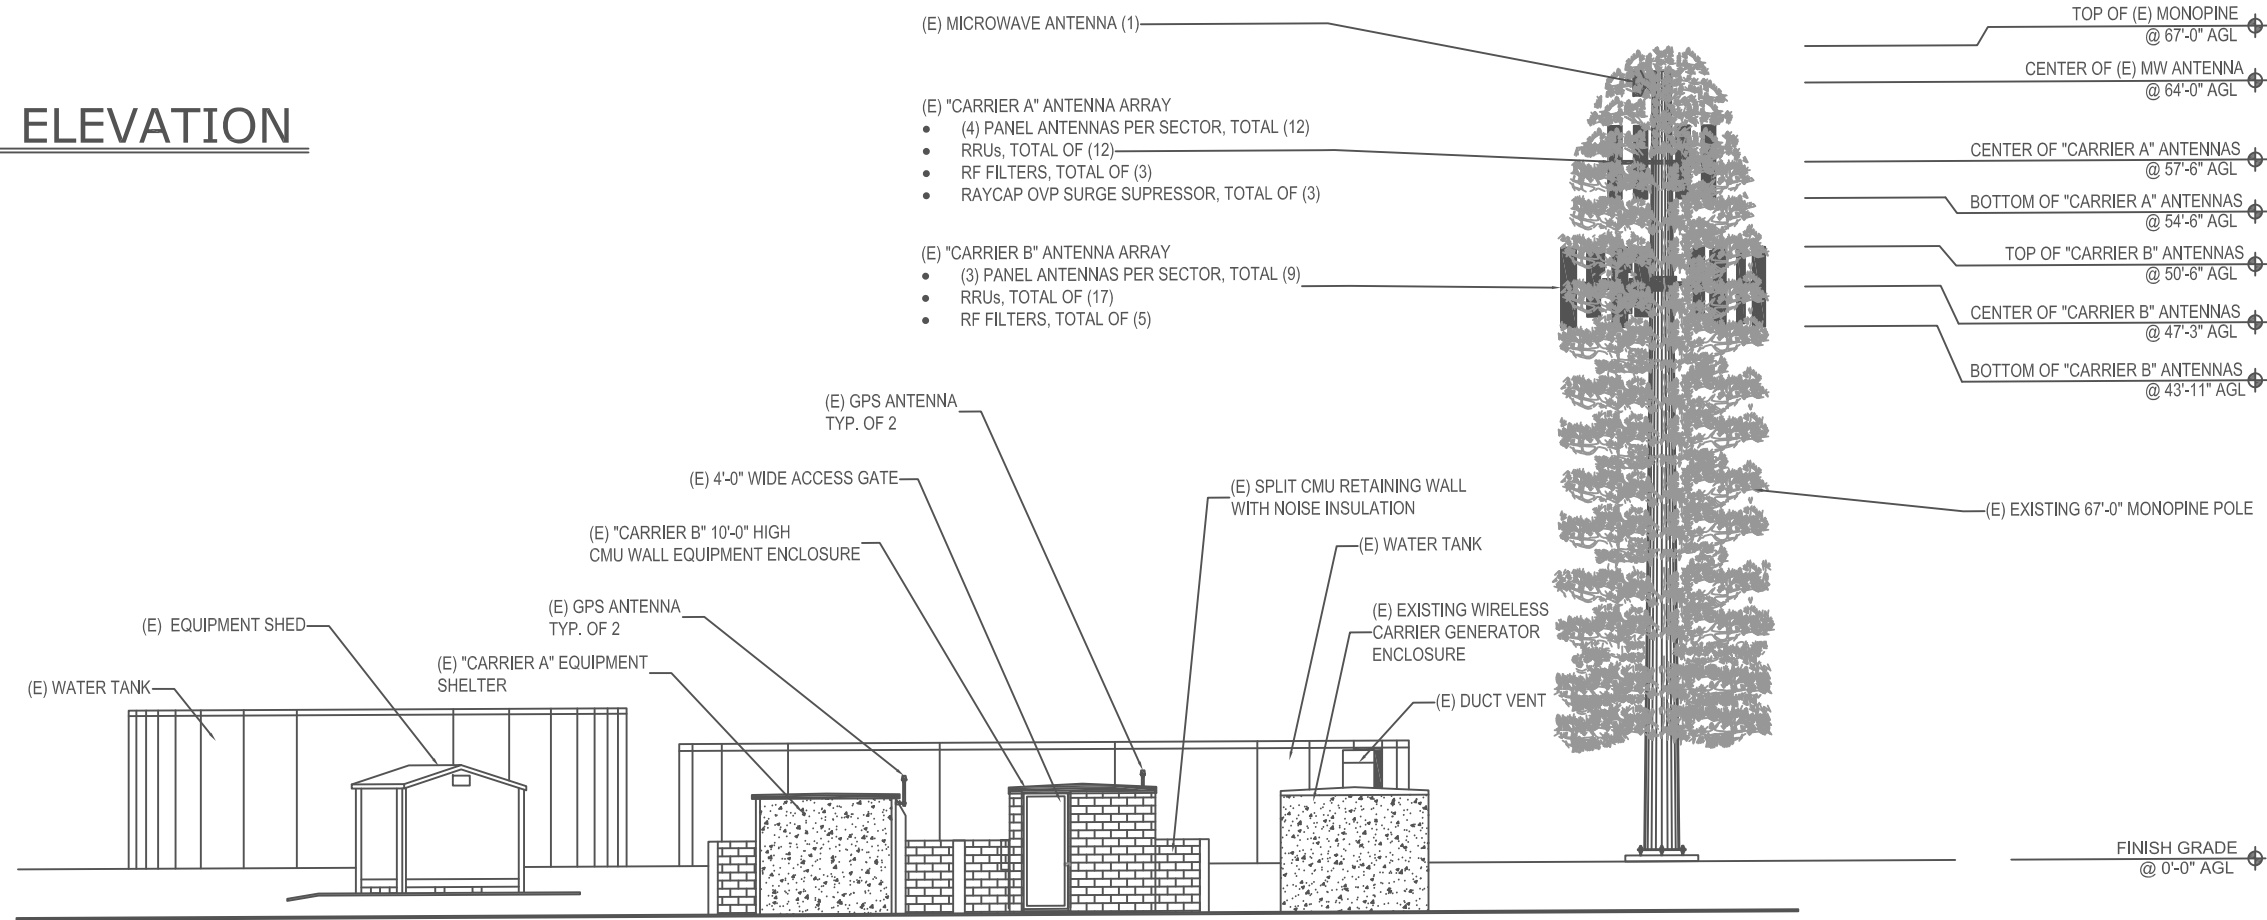 ELEVATION
(E) MICROWAVE ANTENNA (1)
(E) "CARRIER A" ANTENNA ARRAY
• (4) PANEL ANTENNAS PER SECTOR, TOTAL (12)
• RRUs, TOTAL OF (12)
• RF FILTERS, TOTAL OF (3)
• RAYCAP OVP SURGE SUPRESSOR, TOTAL OF (3)
(E) "CARRIER B" ANTENNA ARRAY
• (3) PANEL ANTENNAS PER SECTOR, TOTAL (9)
• RRUs, TOTAL OF (17)
• RF FILTERS, TOTAL OF (5)
TOP OF (E) MONOPINE
@ 67'-0" AGL
CENTER OF (E) MW ANTENNA
@ 64'-0" AGL
CENTER OF "CARRIER A" ANTENNAS
@ 57'-6" AGL
BOTTOM OF "CARRIER A" ANTENNAS
@ 54'-6" AGL
TOP OF "CARRIER B" ANTENNAS
@ 50'-6" AGL
CENTER OF "CARRIER B" ANTENNAS
@ 47'-3" AGL
BOTTOM OF "CARRIER B" ANTENNAS
@ 43'-11" AGL
(E) GPS ANTENNA
TYP. OF 2
(E) 4'-0" WIDE ACCESS GATE
(E) SPLIT CMU RETAINING WALL
WITH NOISE INSULATION
(E) EXISTING 67'-0" MONOPINE POLE
(E) "CARRIER B" 10'-0" HIGH
CMU WALL EQUIPMENT ENCLOSURE
(E) WATER TANK
(E) GPS ANTENNA
TYP. OF 2
(E) EXISTING WIRELESS
CARRIER GENERATOR
ENCLOSURE
(E) EQUIPMENT SHED
(E) "CARRIER A" EQUIPMENT
SHELTER
(E) WATER TANK
(E) DUCT VENT
FINISH GRADE
@ 0'-0" AGL